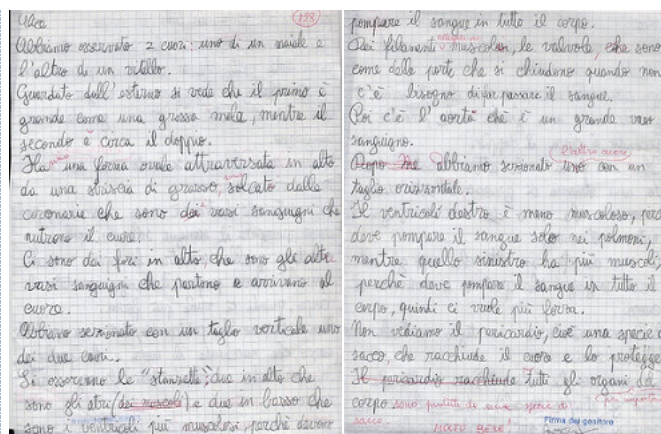 Abbiamo osservato 2 cuori: uno di un maiale e
l'altro di un vitello.
Guardato dall'esterno si vede che il primo è
grande come una grossa mela, mentre il
secondo è circa il doppio.
Ha una forma ovale attraversata in alto
da una striscia di grasso, solcato dalle
coronarie che sono dei vasi sanguigni che
nutrono il cuore.
Ci sono dei fori in alto, che sono gli altri
vasi sanguigni che partono e arrivano al
cuore.
Abbiamo sezionato con un taglio verticale uno
dei due cuori.
Si osservano le "stanzette", due in alto che
sono gli atri (dei muscoli) e due in basso che
sono i ventricoli più muscolosi, perchè devono
pompare il sangue in tutto il corpo.
Dei filamenti muscolari, le valvole, che sono
come delle porte che si chiudono quando non
c'è bisogno di far passare il sangue.
Poi c'è l'aorta che è un grande vaso
sanguigno.
l'altro cuore
Dopo abbiamo sezionato uno con un
taglio orizzontale.
Il ventricoli destro è meno muscoloso, perchè
deve pompare il sangue solo nei polmoni,
mentre quello sinistro ha più muscoli,
perchè deve pompare il sangue in tutto il
corpo, quindi ci vuole più forza.
Non vediamo il pericardio, cioè una specie di
sacco, che racchiude il cuore e lo protegge.
Il pericardio racchiude Tutti gli organi del
corpo sono protetti da una specie di
sacco. MOLTO BENE!
Firma del genitore